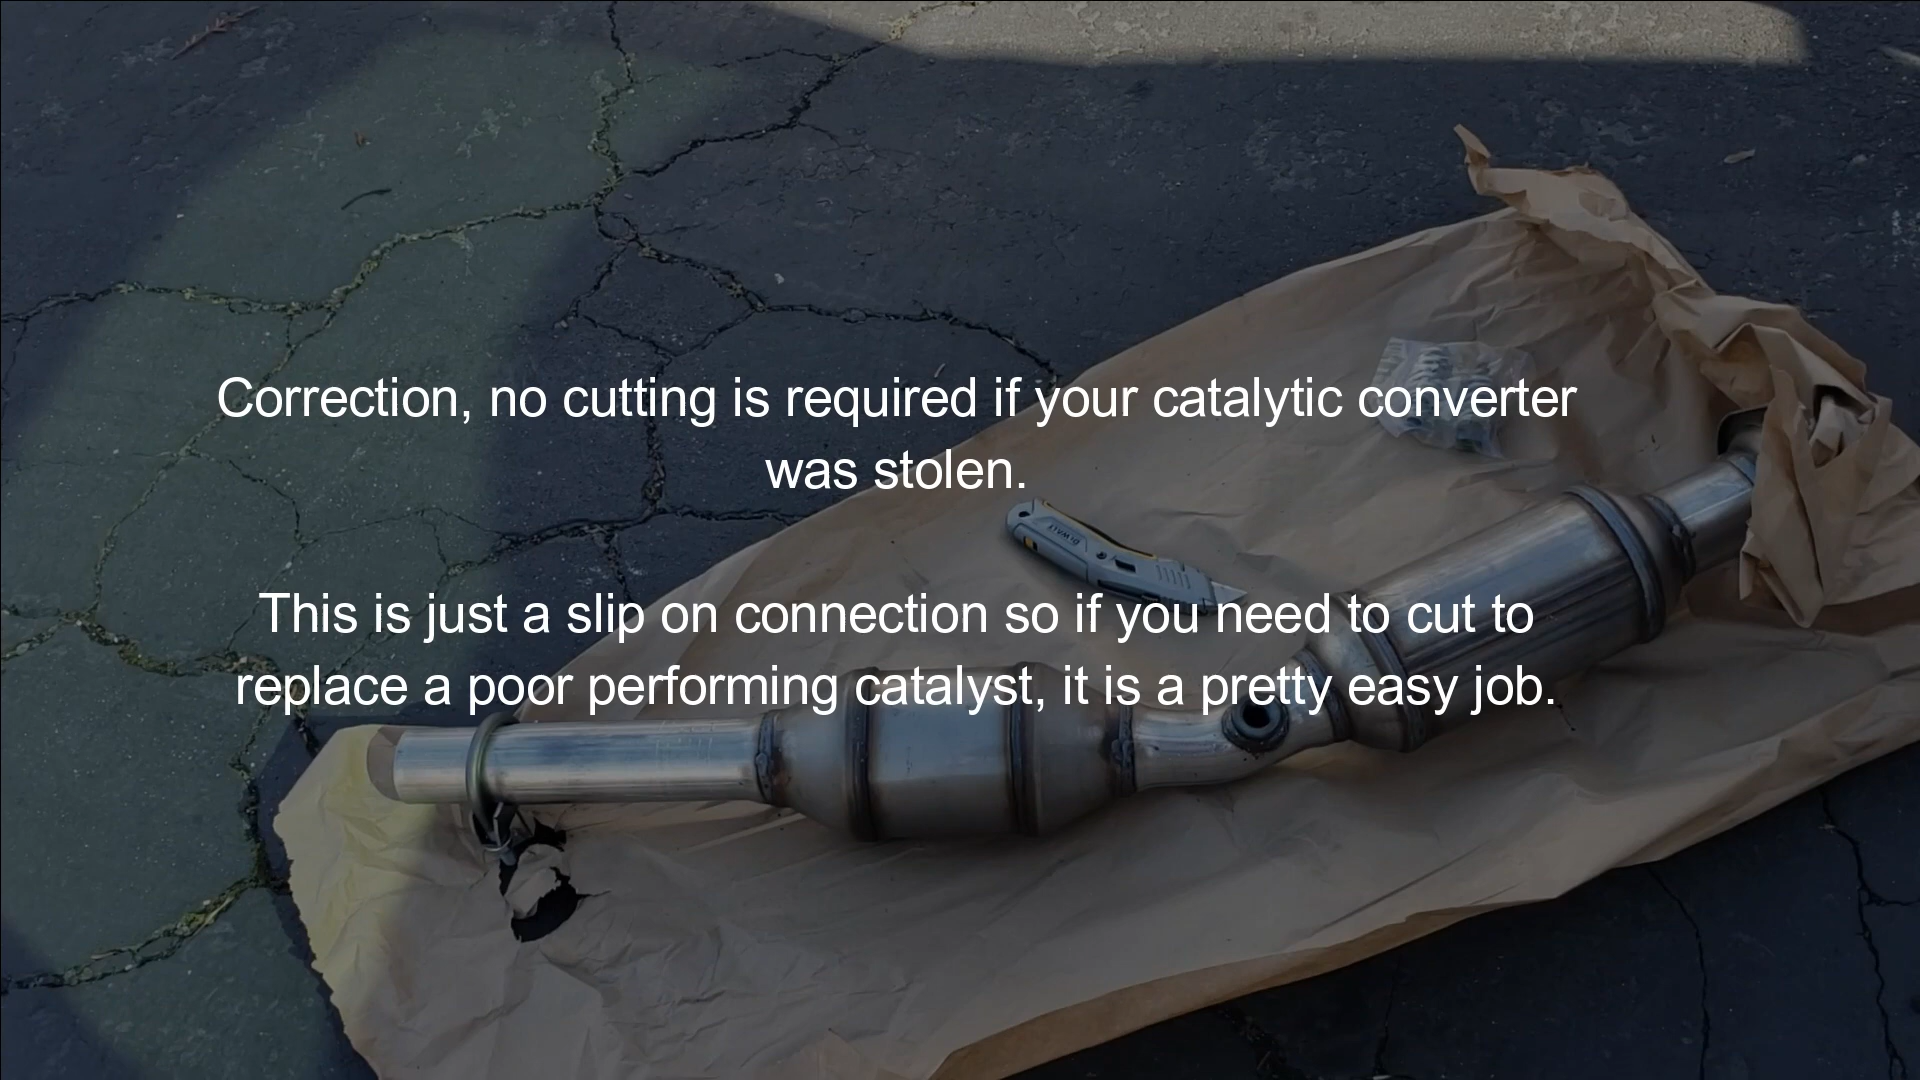 Correction, no cutting is required if your catalytic converter
was stolen.
This is just a slip on connection so if you need to cut to
replace a poor performing catalyst, it is a pretty easy job.
DEWALT